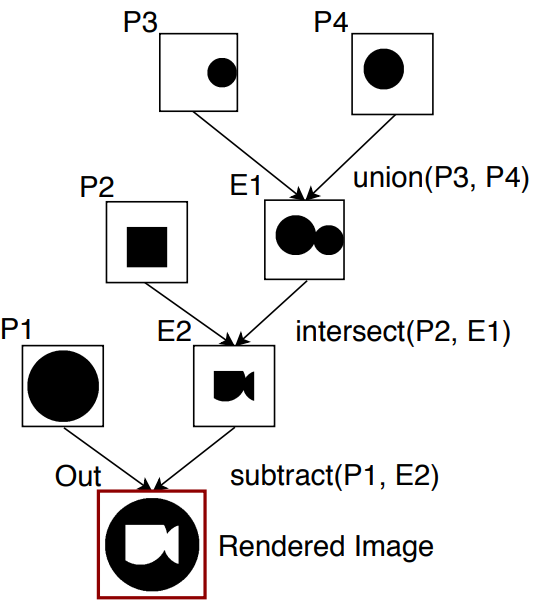 P3
P4
E1
union(P3, P4)
P2
P1
E2
intersect(P2, E1)
Out
subtract(P1, E2)
Rendered Image